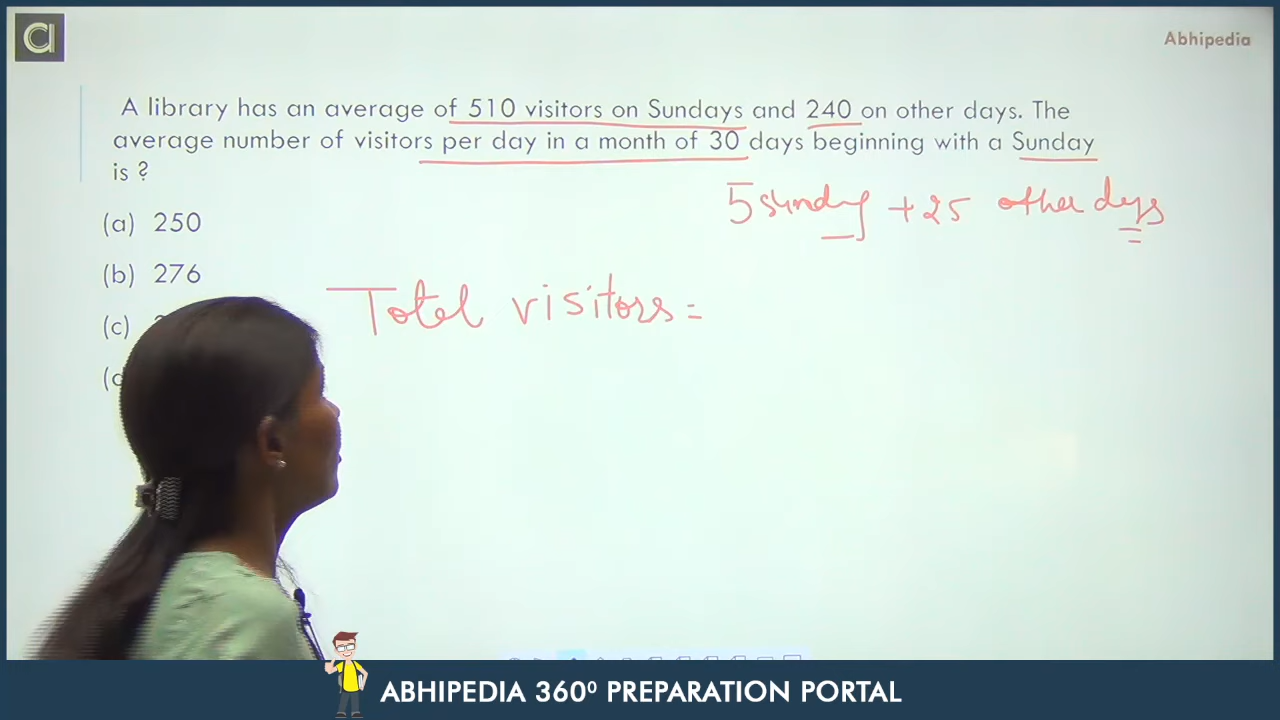 Abhipedia
A library has an average of 510 visitors on Sundays and 240 on other days. The
average number of visitors per day in a month of 30 days beginning with a Sunday
is ?
5 sunday + 25 other days
(a) 250
(b) 276
Total visitors =
(c)
ABHIPEDIA 360⁰ PREPARATION PORTAL